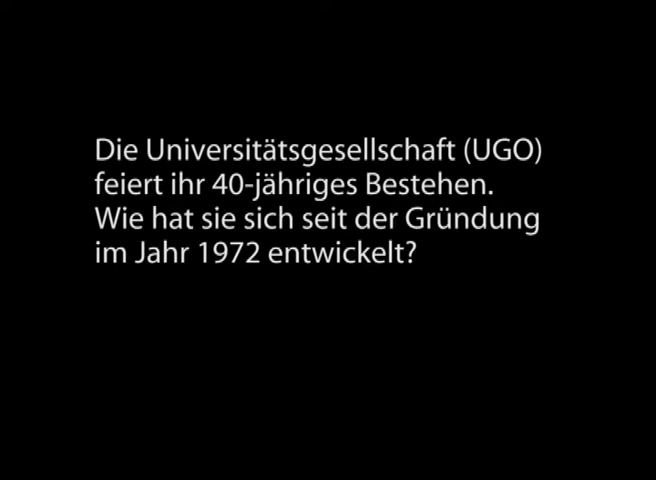 Die Universitätsgesellschaft (UGO)
feiert ihr 40-jähriges Bestehen.
Wie hat sie sich seit der Gründung
im Jahr 1972 entwickelt?